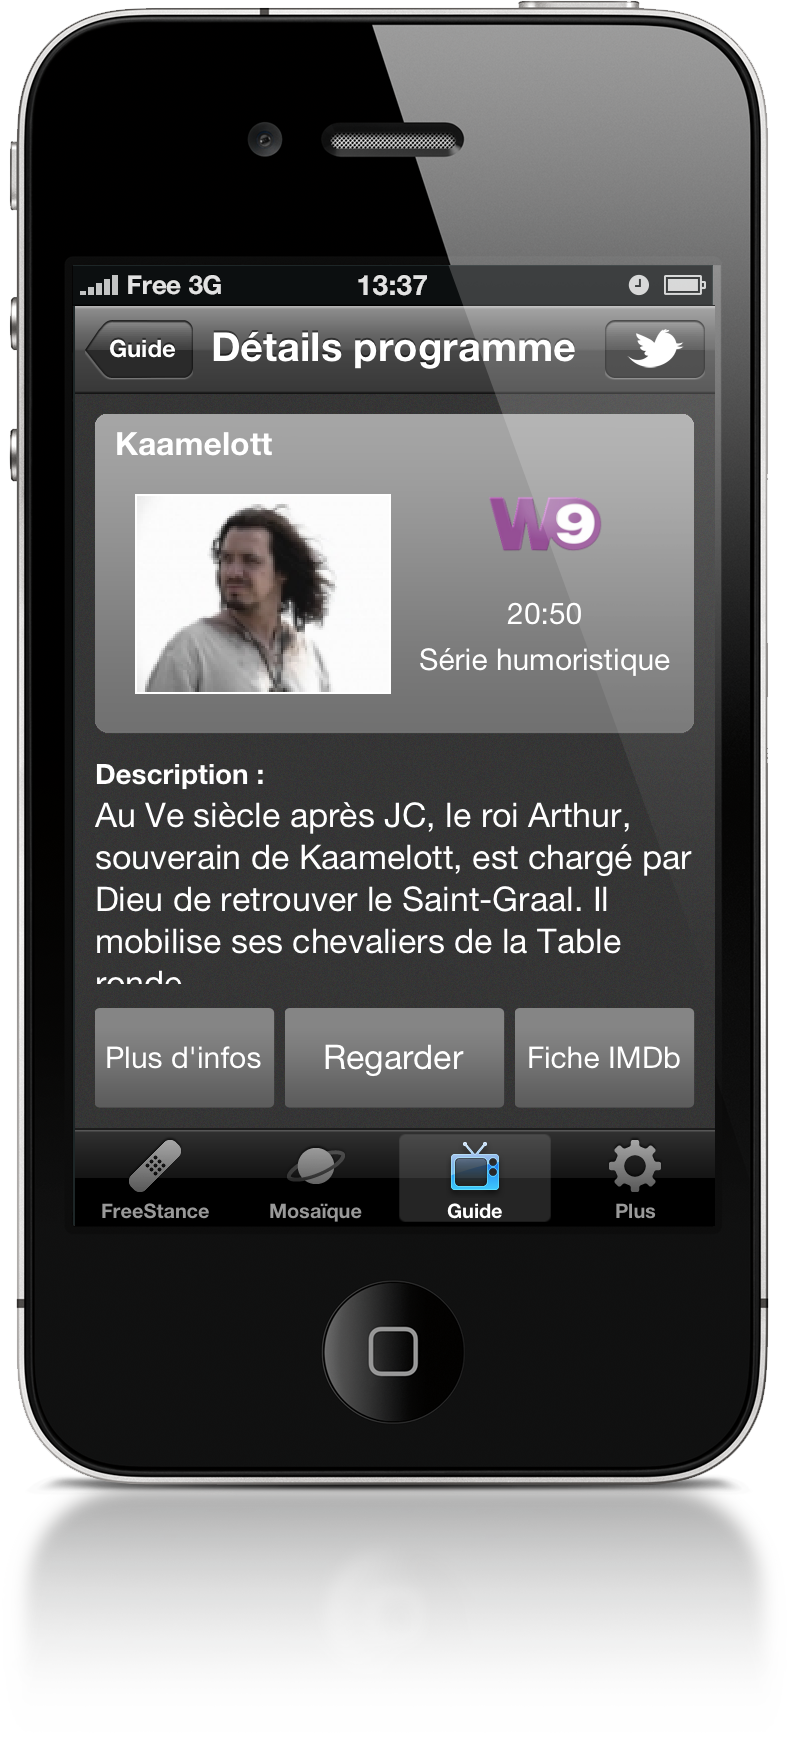 Free 3G 13:37
Guide Détails programme
Kaamelott
W9
20:50
Série humoristique
Description :
Au Ve siècle après JC, le roi Arthur,
souverain de Kaamelott, est chargé par
Dieu de retrouver le Saint-Graal. Il
mobilise ses chevaliers de la Table
ronde
Plus d'infos Regarder Fiche IMDb
FreeStance Mosaïque Guide Plus